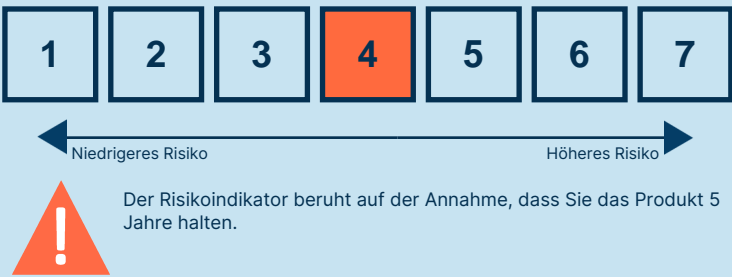 1 2 3 4 5 6 7
Niedrigeres Risiko Höheres Risiko
Der Risikoindikator beruht auf der Annahme, dass Sie das Produkt 5
Jahre halten.
!